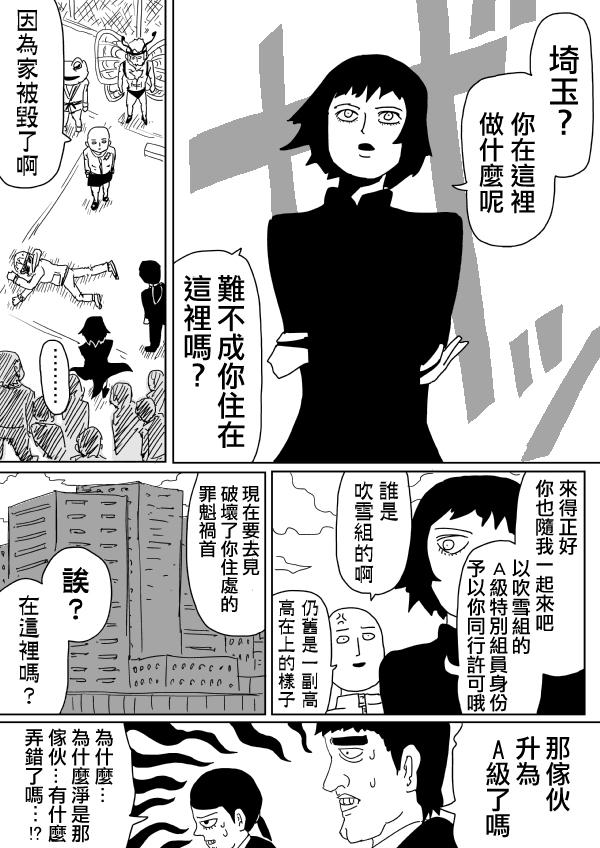 埼玉？
你在這裡
做什麼呢
難不成你住在
這裡嗎？
因為家被毀了啊
………
來得正好
你也隨我一起來吧
以吹雪組的
A級特別組員身份
予以你同行許可哦
誰是
吹雪組的啊
仍舊是一副高
高在上的樣子
現在要去見
破壞了你住處的
罪魁禍首
誒？
在這裡嗎？
那傢伙
升為
A級了嗎
為什麼…
為什麼淨是那
傢伙…有什麼
弄錯了嗎…!?